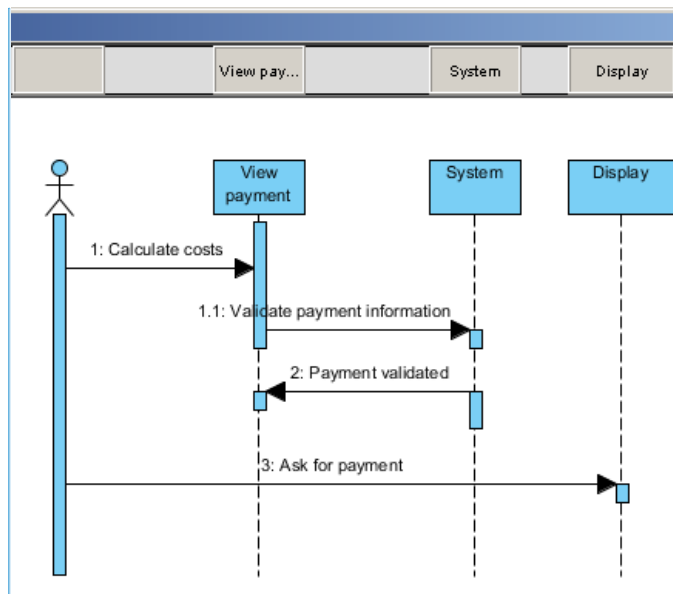 View pay...
System
Display
View
payment
System
Display
1: Calculate costs
1.1: Validate payment information
2: Payment validated
3: Ask for payment